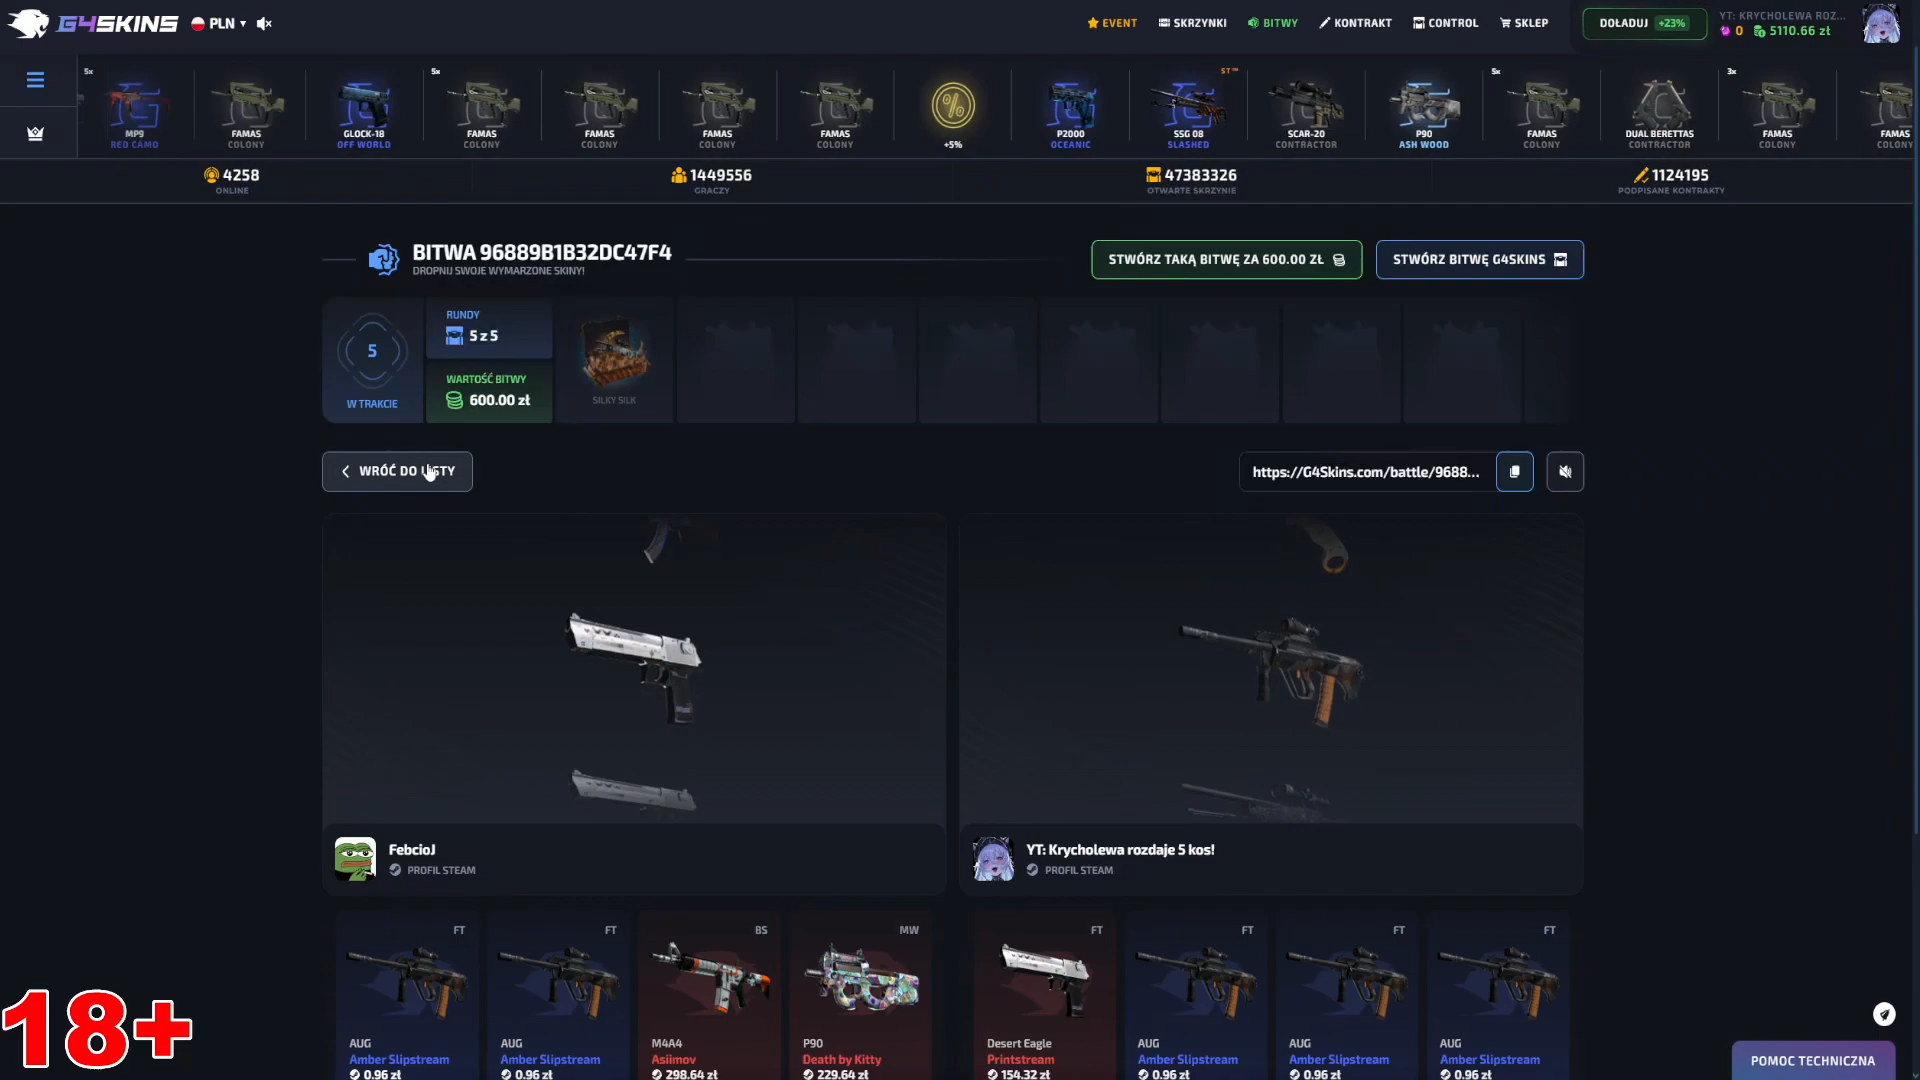 G4SKINS
PLN
EVENT
SKRZYNKI
BITWY
KONTRAKT
CONTROL
SKLEP
DOŁADUJ +23%
YT: KRYCHOLEWA ROZ...
0 5110.66 zł
5x
MP9
RED CAMO
FAMAS
COLONY
GLOCK-18
OFF WORLD
5x
FAMAS
COLONY
FAMAS
COLONY
FAMAS
COLONY
FAMAS
COLONY
%
+5%
P2000
OCEANIC
ST™
SSG 08
SLASHED
SCAR-20
CONTRACTOR
P90
ASH WOOD
5x
FAMAS
COLONY
DUAL BERETTAS
CONTRACTOR
3x
FAMAS
COLONY
FAMAS
COLONY
4258
ONLINE
1449556
GRACZY
47383326
OTWARTE SKRZYNIE
1124195
PODPISANE KONTRAKTY
BITWA 96889B1B32DC47F4
DROPNIJ SWOJE WYMARZONE SKINY!
STWÓRZ TAKĄ BITWĘ ZA 600.00 ZŁ
STWÓRZ BITWĘ G4SKINS
5
W TRAKCIE
RUNDY
5 z 5
WARTOŚĆ BITWY
600.00 zł
SILKY SILK
WRÓĆ DO LISTY
https://G4Skins.com/battle/9688...
FebcioJ
PROFIL STEAM
YT: Krycholewa rozdaje 5 kos!
PROFIL STEAM
FT
AUG
Amber Slipstream
0.96 zł
FT
AUG
Amber Slipstream
0.96 zł
BS
M4A4
Asiimov
298.64 zł
MW
P90
Death by Kitty
229.64 zł
FT
Desert Eagle
Printstream
154.32 zł
FT
AUG
Amber Slipstream
0.96 zł
FT
AUG
Amber Slipstream
0.96 zł
FT
AUG
Amber Slipstream
0.96 zł
18+
POMOC TECHNICZNA